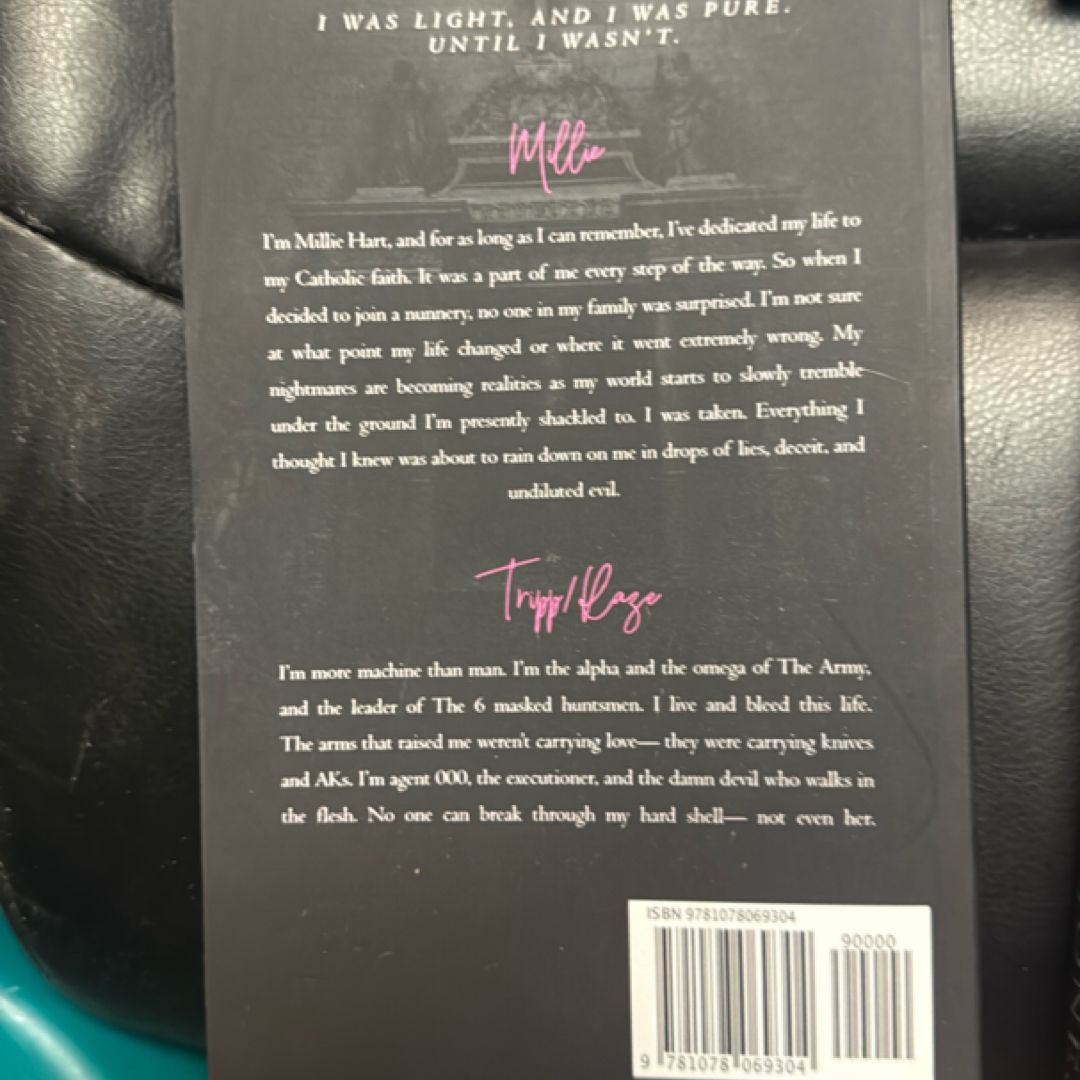 I WAS LIGHT, AND I WAS PURE.
UNTIL I WASN'T.
Millie
I'm Millie Hart, and for as long as I can remember, I've dedicated my life to
my Catholic faith. It was a part of me every step of the way. So when I
decided to join a nunnery, no one in my family was surprised. I'm not sure
at what point my life changed or where it went extremely wrong. My
nightmares are becoming realities as my world starts to slowly tremble
under the ground I'm presently shackled to. I was taken. Everything I
thought I knew was about to rain down on me in drops of lies, deceit, and
undiluted evil.
Tripp/Blaze
I'm more machine than man. I'm the alpha and the omega of The Army,
and the leader of The 6 masked huntsmen. I live and bleed this life.
The arms that raised me weren't carrying love— they were carrying knives
and AKs. I'm agent 000, the executioner, and the damn devil who walks in
the flesh. No one can break through my hard shell— not even her.
ISBN 9781078069304
90000
9 781078 069304